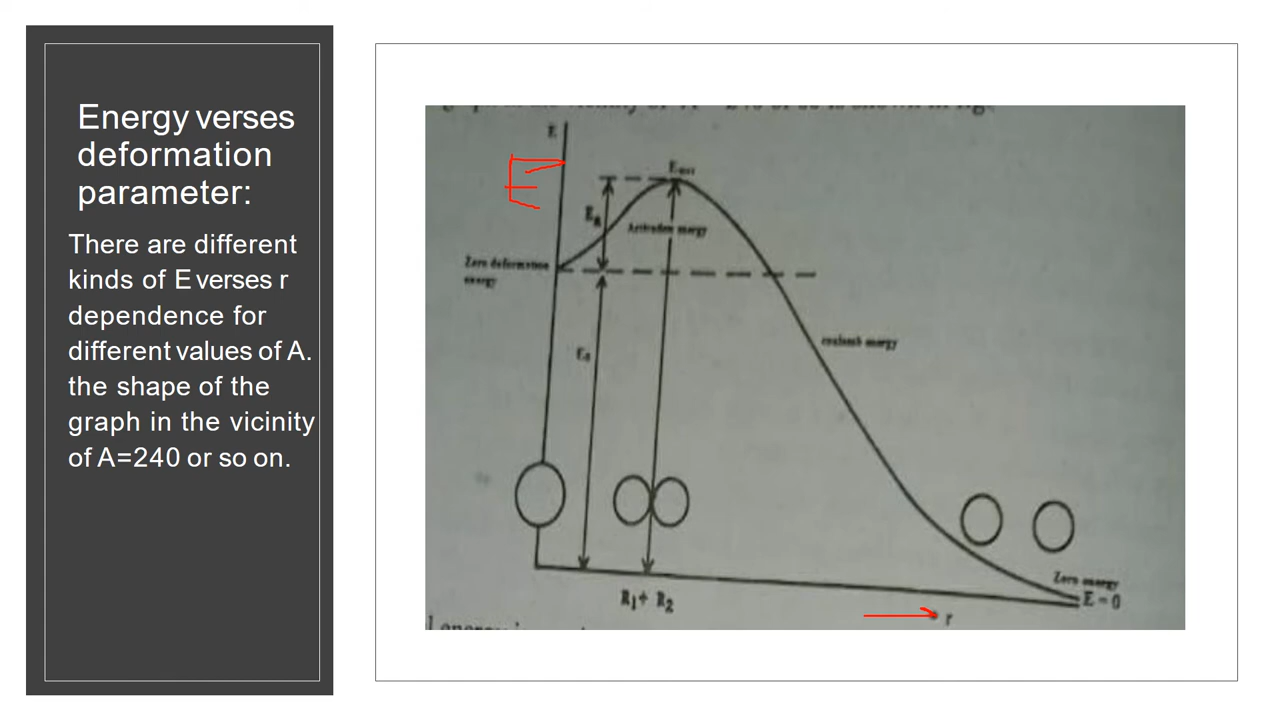 Energy verses
deformation
parameter:
There are different
kinds of E verses r
dependence for
different values of A.
the shape of the
graph in the vicinity
of A=240 or so on.
E
E
Ea
Activation energy
Zero deformation
energy
coulomb energy
Zero energy
E = 0
R1+ R2
r